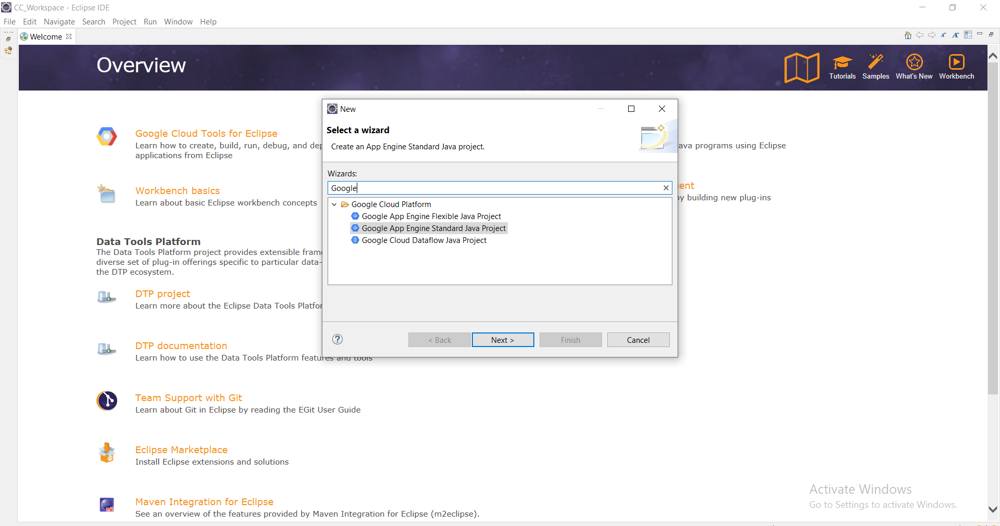 CC_Workspace - Eclipse IDE
File Edit Navigate Search Project Run Window Help
Welcome
Overview
Tutorials Samples What's New Workbench
Google Cloud Tools for Eclipse
Learn how to create, build, run, debug, and dep
applications from Eclipse
ava programs using Eclipse
Workbench basics
Learn about basic Eclipse workbench concepts
ent
by building new plug-ins
Data Tools Platform
The Data Tools Platform project provides extensible fram
diverse set of plug-in offerings specific to particular data-
the DTP ecosystem.
DTP project
Learn more about the Eclipse Data Tools Platfor
DTP documentation
Learn how to use the Data Tools Platform features and tools
Team Support with Git
Learn about Git in Eclipse by reading the EGit User Guide
Eclipse Marketplace
Install Eclipse extensions and solutions
m2
Maven Integration for Eclipse
See an overview of the features provided by Maven Integration for Eclipse (m2eclipse).
New
Select a wizard
Create an App Engine Standard Java project.
Wizards:
Google
Google Cloud Platform
Google App Engine Flexible Java Project
Google App Engine Standard Java Project
Google Cloud Dataflow Java Project
?
< Back Next > Finish Cancel
Activate Windows
Go to Settings to activate Windows.